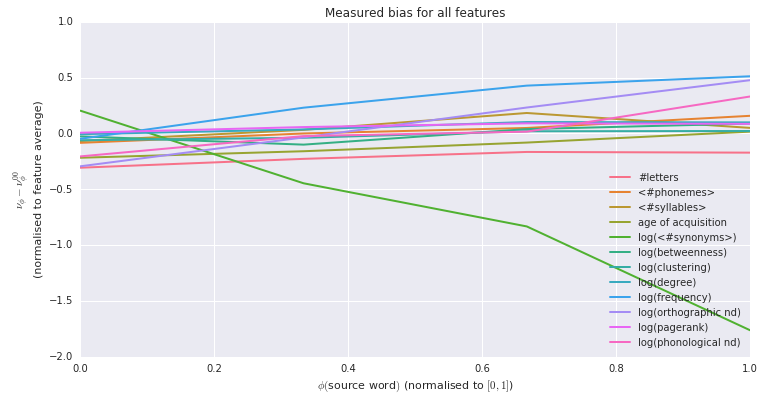 Measured bias for all features
1.0
0.5
0.0
−0.5
−1.0
−1.5
−2.0
ν_ϕ − ν_ϕ^00
(normalised to feature average)
#letters
<#phonemes>
<#syllables>
age of acquisition
log(<#synonyms>)
log(betweenness)
log(clustering)
log(degree)
log(frequency)
log(orthographic nd)
log(pagerank)
log(phonological nd)
0.0 0.2 0.4 0.6 0.8 1.0
ϕ(source word) (normalised to [0, 1])